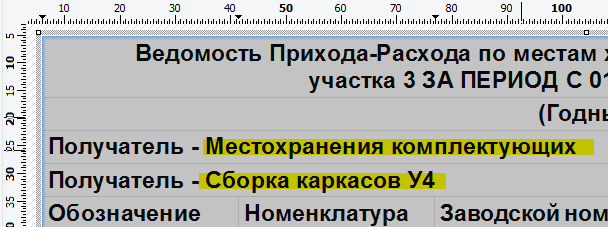 10 20 30 40 50 60 70 80 90 100
5
10
15
20
25
30
35
Ведомость Прихода-Расхода по местам
участка 3 ЗА ПЕРИОД С 01
(Годны
Получатель - Местохранения комплектующих
Получатель - Сборка каркасов У4
Обозначение Номенклатура Заводской ном